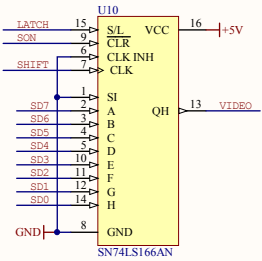 U10
LATCH 15 S/L VCC 16 +5V
SON 9 CLR
6 CLK INH
SHIFT 7 CLK
1 SI
SD7 2 A QH 13 VIDEO
SD6 3 B
SD5 4 C
SD4 5 D
SD3 10 E
SD2 11 F
SD1 12 G
SD0 14 H
GND 8 GND
SN74LS166AN